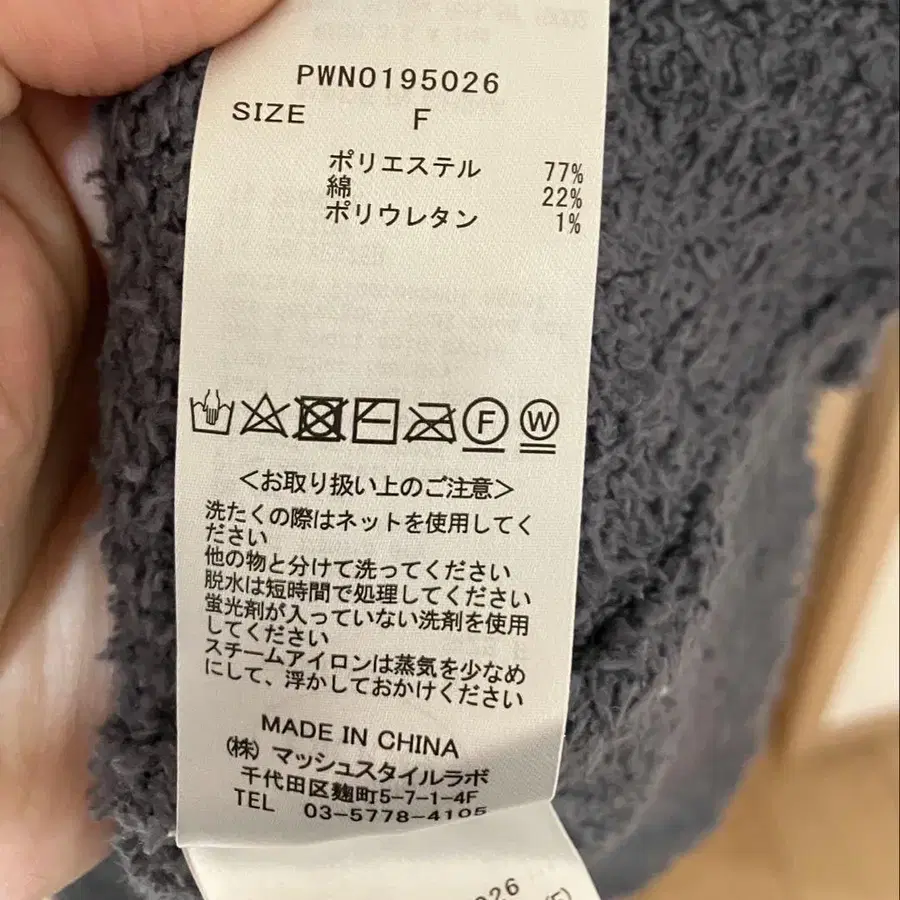 PWNO195026
SIZE F
ポリエステル 77%
綿 22%
ポリウレタン 1%
F W
<お取り扱い上のご注意>
洗たくの際はネットを使用してく
ださい
他の物と分けて洗ってください
脱水は短時間で処理してください
蛍光剤が入っていない洗剤を使用
してください
スチームアイロンは蒸気を少なめ
にして、浮かしておかけください
MADE IN CHINA
㈱ マッシュスタイルラボ
千代田区麹町5-7-1-4F
TEL 03-5778-4105
026